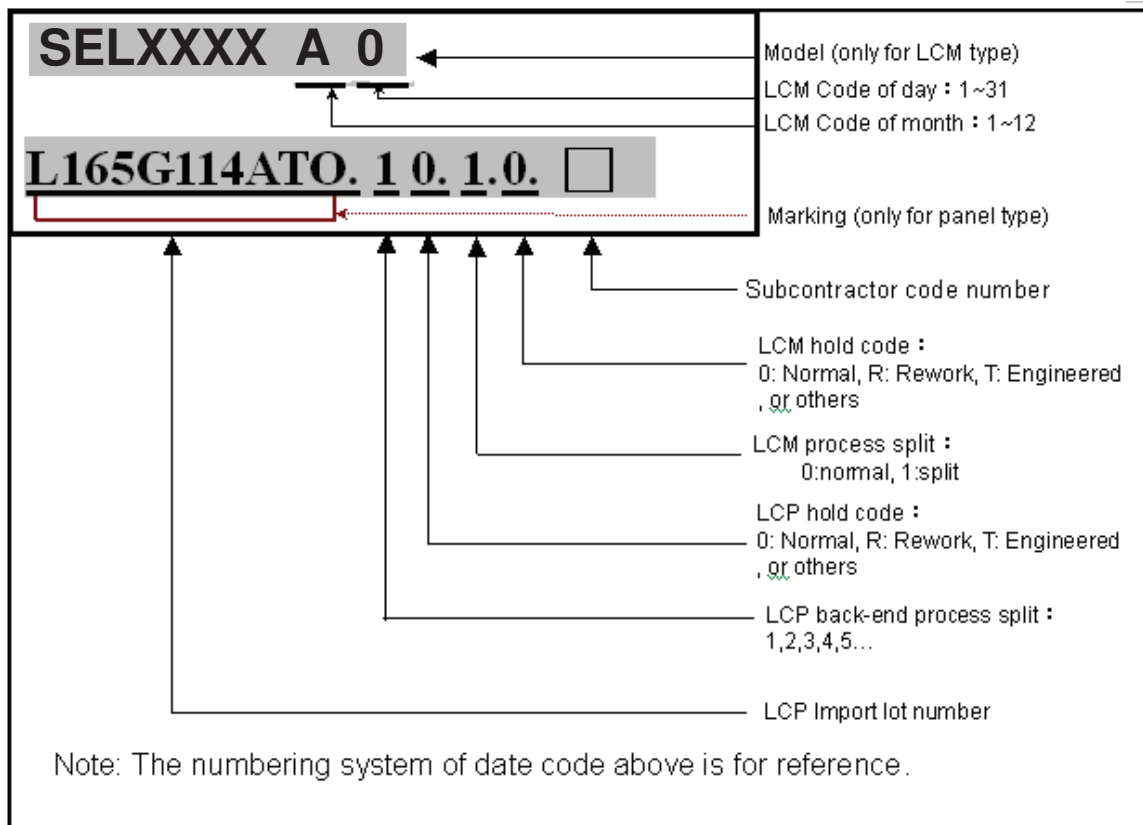 SELXXXX A 0
Model (only for LCM type)
LCM Code of day：1~31
LCM Code of month：1~12
L165G114ATO. 1 0. 1.0. □
Marking (only for panel type)
Subcontractor code number
LCM hold code：
0: Normal, R: Rework, T: Engineered
, or others
LCM process split：
0:normal, 1:split
LCP hold code：
0: Normal, R: Rework, T: Engineered
, or others
LCP back-end process split：
1,2,3,4,5...
LCP Import lot number
Note: The numbering system of date code above is for reference.